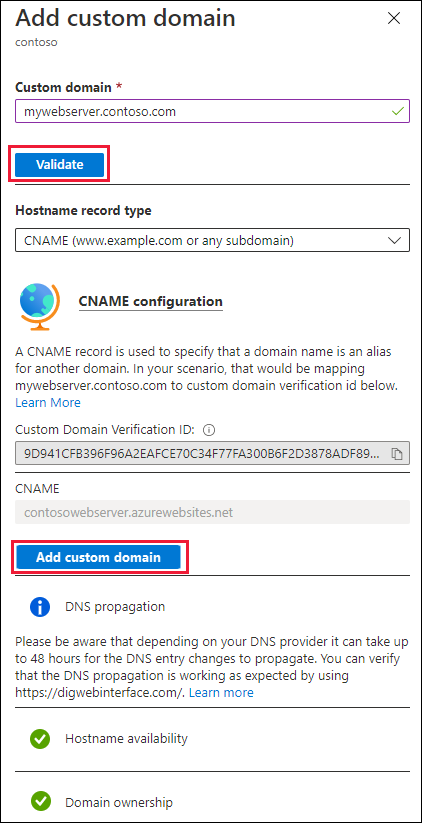 Add custom domain
contoso
Custom domain *
mywebserver.contoso.com
Validate
Hostname record type
CNAME (www.example.com or any subdomain)
CNAME configuration
A CNAME record is used to specify that a domain name is an alias
for another domain. In your scenario, that would be mapping
mywebserver.contoso.com to custom domain verification id below.
Learn More
Custom Domain Verification ID:
9D941CFB396F96A2EAFCE70C34F77FA300B6F2D3878ADF89...
CNAME
contosowebserver.azurewebsites.net
Add custom domain
DNS propagation
Please be aware that depending on your DNS provider it can take up
to 48 hours for the DNS entry changes to propagate. You can verify
that the DNS propagation is working as expected by using
https://digwebinterface.com/. Learn more
Hostname availability
Domain ownership